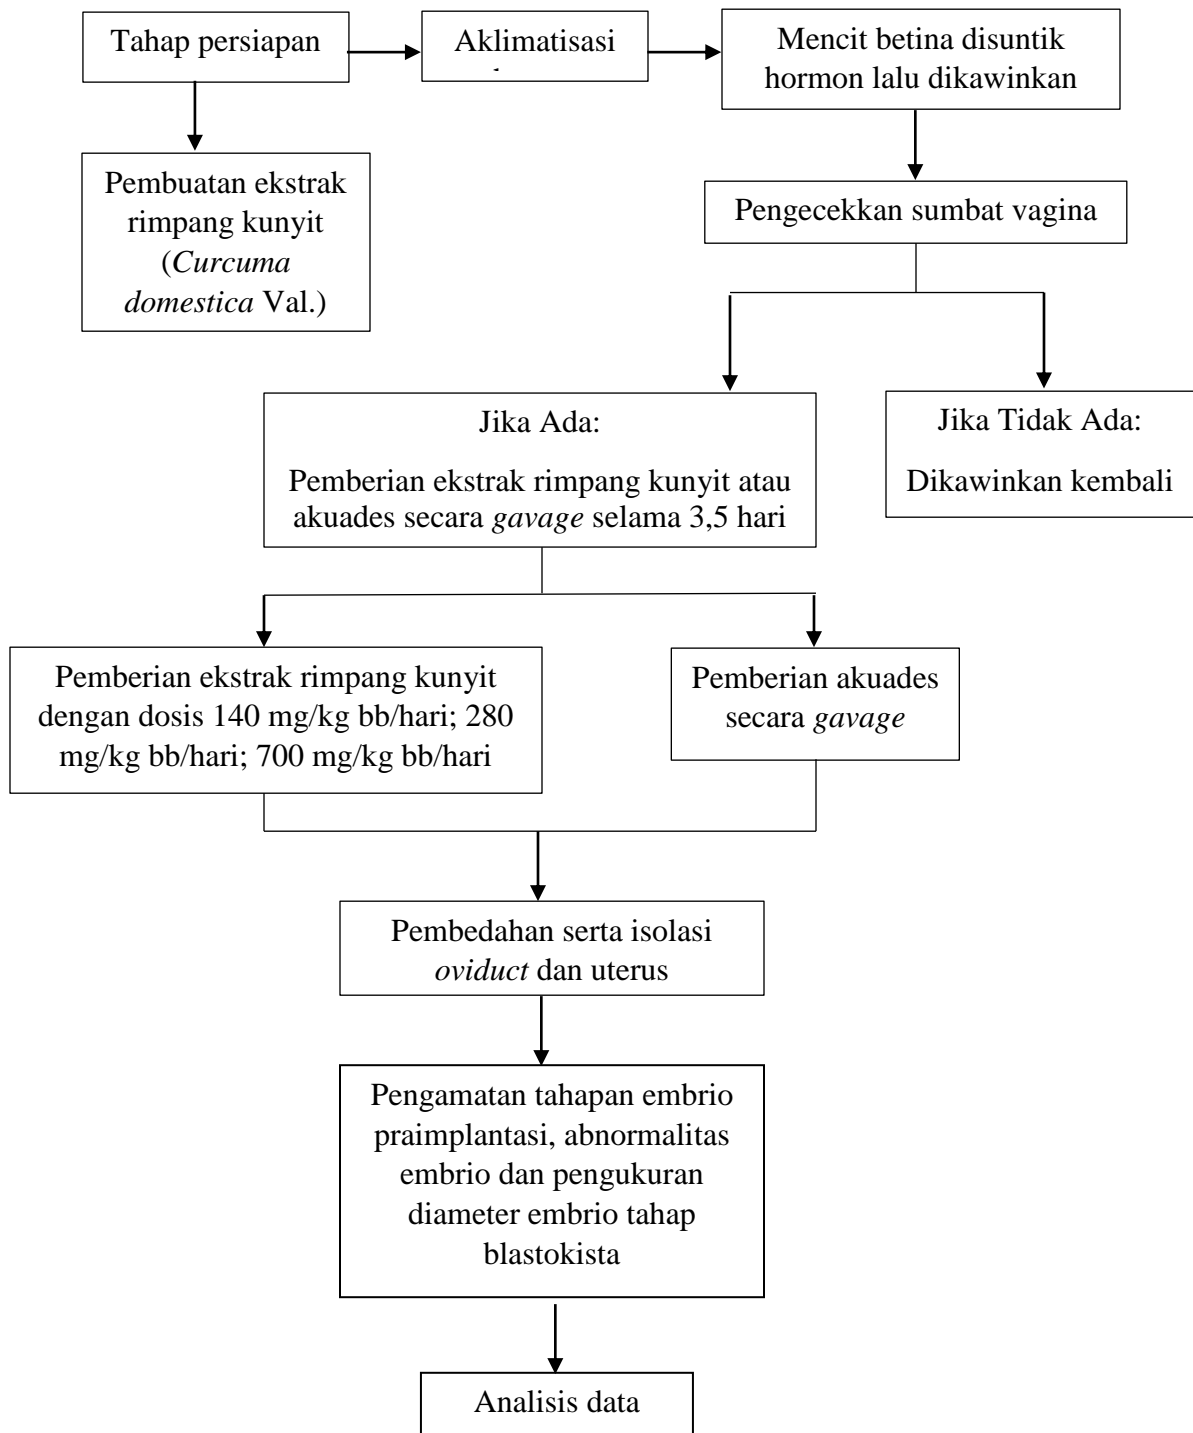 Tahap persiapan
Aklimatisasi
Mencit betina disuntik
hormon lalu dikawinkan
Pembuatan ekstrak
rimpang kunyit
(Curcuma
domestica Val.)
Pengecekkan sumbat vagina
Jika Ada:
Pemberian ekstrak rimpang kunyit atau
akuades secara gavage selama 3,5 hari
Jika Tidak Ada:
Dikawinkan kembali
Pemberian ekstrak rimpang kunyit
dengan dosis 140 mg/kg bb/hari; 280
mg/kg bb/hari; 700 mg/kg bb/hari
Pemberian akuades
secara gavage
Pembedahan serta isolasi
oviduct dan uterus
Pengamatan tahapan embrio
praimplantasi, abnormalitas
embrio dan pengukuran
diameter embrio tahap
blastokista
Analisis data